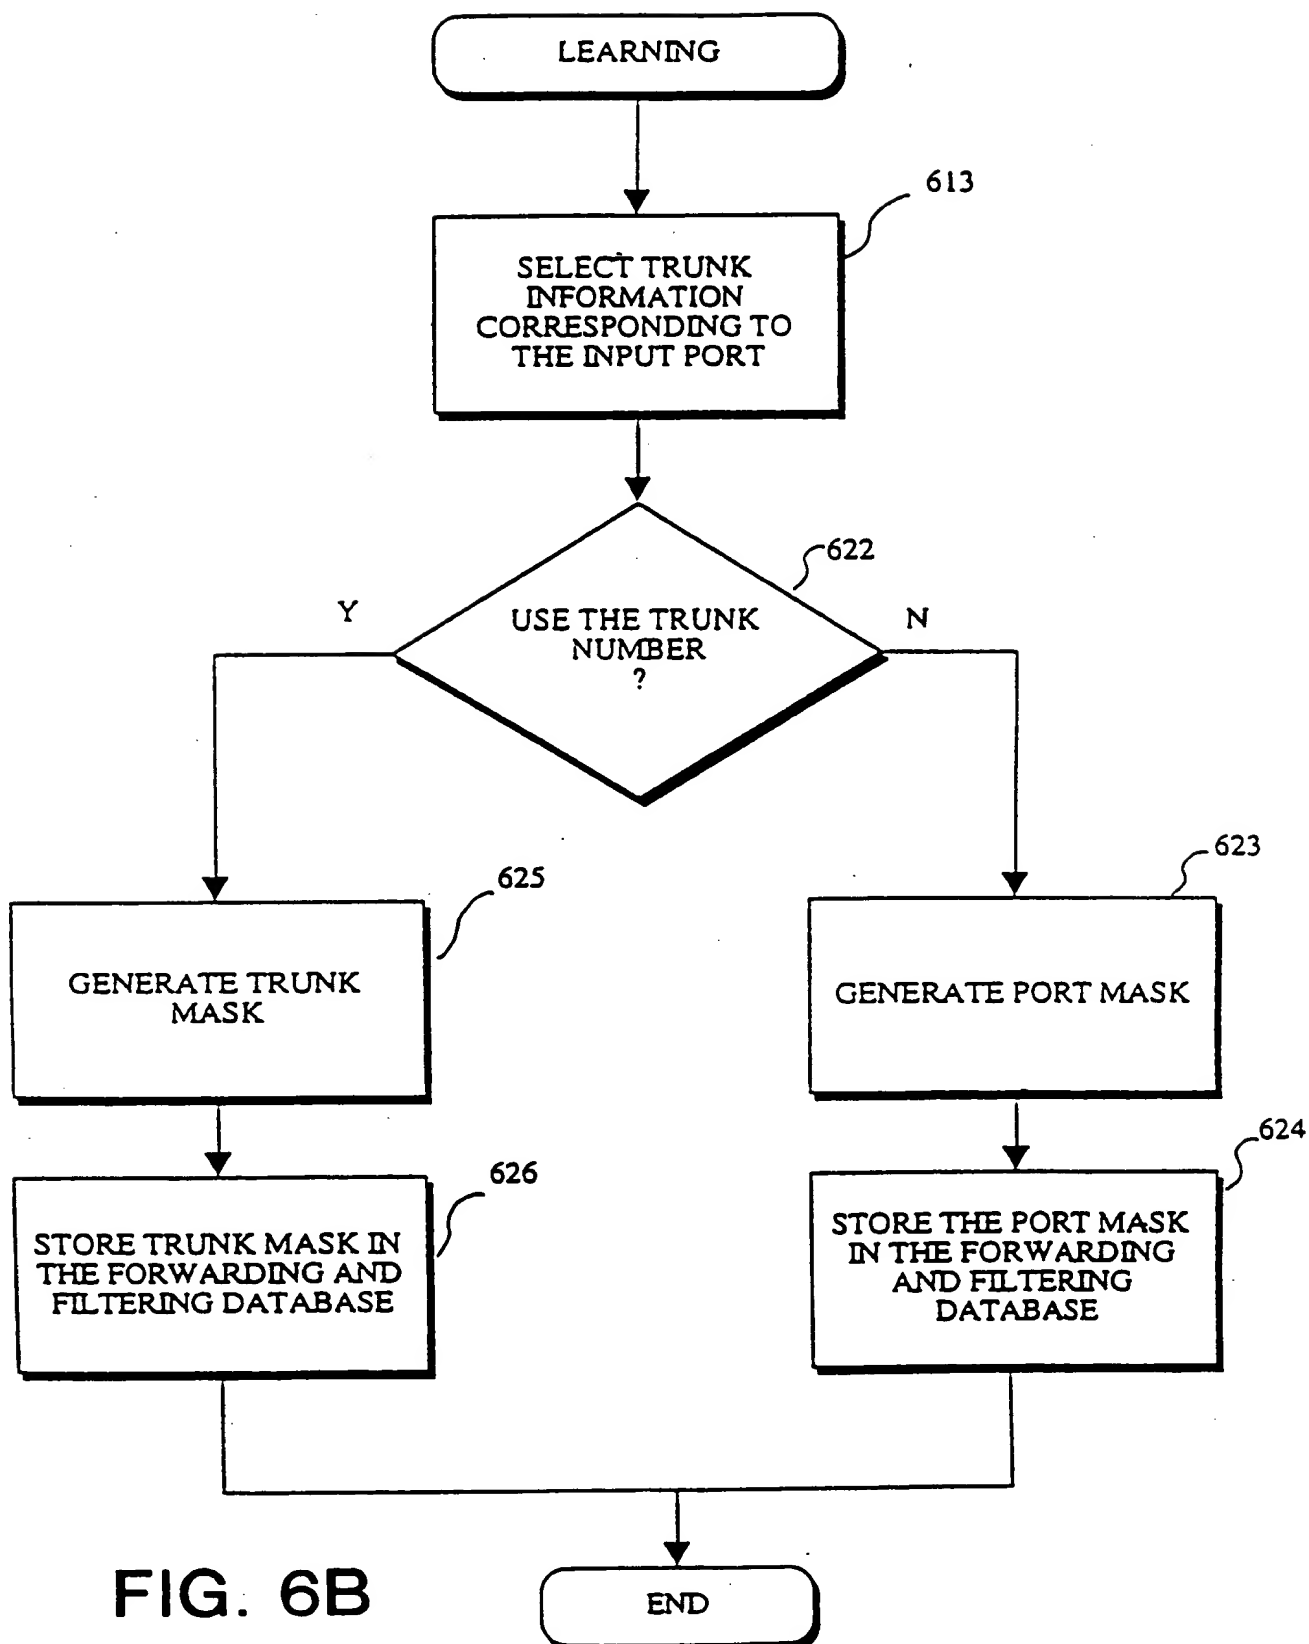 LEARNING
613
SELECT TRUNK
INFORMATION
CORRESPONDING TO
THE INPUT PORT
622
Y
USE THE TRUNK
NUMBER
?
N
625
623
GENERATE TRUNK
MASK
GENERATE PORT MASK
626
624
STORE TRUNK MASK IN
THE FORWARDING AND
FILTERING DATABASE
STORE THE PORT MASK
IN THE FORWARDING
AND FILTERING
DATABASE
FIG. 6B
END